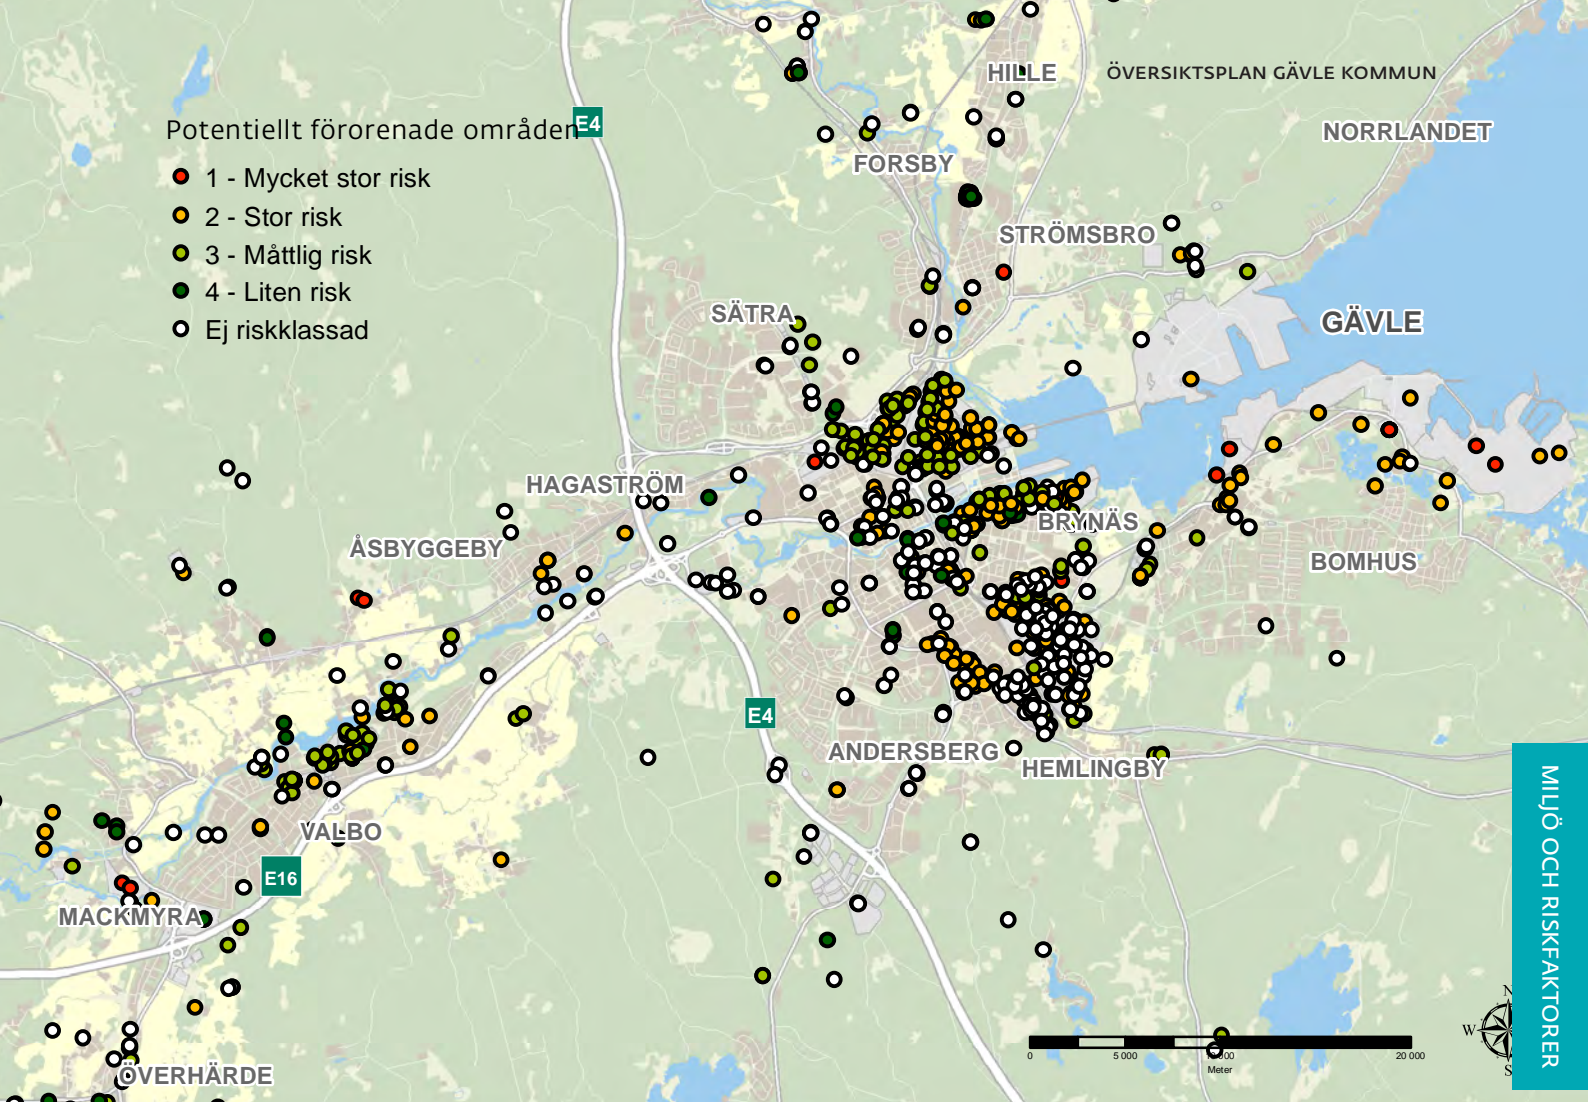 HILLE
ÖVERSIKTSPLAN GÄVLE KOMMUN
E4
Potentiellt förorenade områden
NORRLANDET
FORSBY
1 - Mycket stor risk
2 - Stor risk
3 - Måttlig risk
4 - Liten risk
Ej riskklassad
STRÖMSBRO
SÄTRA
GÄVLE
HAGASTRÖM
BRYNÄS
ÅSBYGGEBY
BOMHUS
E4
ANDERSBERG
HEMLINGBY
VALBO
E16
MACKMYRA
MILJÖ OCH RISKFAKTORER
N
W
S
0
5 000
20 000
Meter
ÖVERHÄRDE